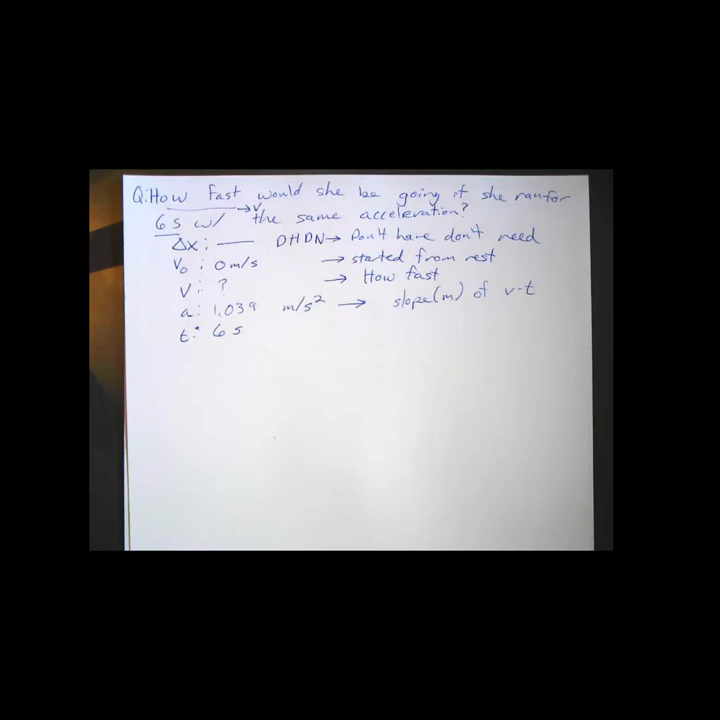 Q: How fast would she be going if she ran for
→ v
6 s w/ the same acceleration?
Δx: — DHDN → Don't have don't need
v₀: 0 m/s → started from rest
v: ? → How fast
a: 1.039 m/s² → slope(m) of v-t
t: 6 s